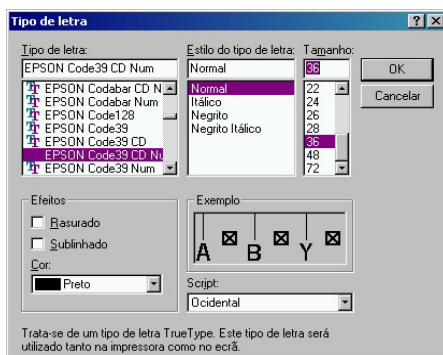 Tipo de letra
Tipo de letra:
EPSON Code39 CD Num
EPSON Codabar CD N
EPSON Codabar Num
EPSON Code128
EPSON Code39
EPSON Code39 CD
EPSON Code39 CD Nu
EPSON Code39 Num
Estilo do tipo de letra:
Normal
Normal
Itálico
Negrito
Negrito Itálico
Tamanho:
36
22
24
26
28
36
48
72
OK
Cancelar
Efeitos
Rasurado
Sublinhado
Cor:
Preto
Exemplo
A B Y
Script:
Ocidental
Trata-se de um tipo de letra TrueType. Este tipo de letra será
utilizado tanto na impressora como no ecrã.